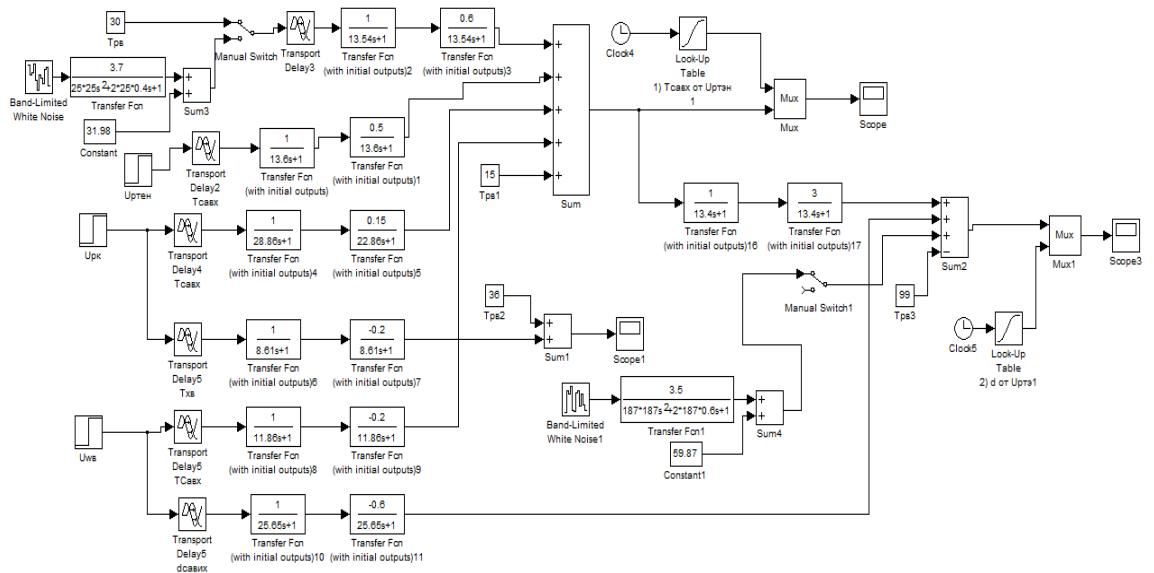 30
Tрв
Manual Switch
Transport
Delay3
1
13.54s+1
Transfer Fcn
(with initial outputs)2
0.6
13.54s+1
Transfer Fcn
(with initial outputs)3
Band-Limited
White Noise
3.7
25*25s²+2*25*0.4s+1
Transfer Fcn
Sum3
31.98
Constant
Uртен
Transport
Delay2
Tсавх
1
13.6s+1
Transfer Fcn
(with initial outputs)
0.5
13.6s+1
Transfer Fcn
(with initial outputs)1
15
Tрв1
Sum
Clock4
Look-Up
Table
1) Tсавх от Uртэн
1
Mux
Mux
Scope
Uрк
Transport
Delay4
Tсавх
1
28.86s+1
Transfer Fcn
(with initial outputs)4
0.15
22.86s+1
Transfer Fcn
(with initial outputs)5
1
13.4s+1
Transfer Fcn
(with initial outputs)16
3
13.4s+1
Transfer Fcn
(with initial outputs)17
Sum2
Mux
Mux1
Scope3
Manual Switch1
99
Tрв3
Clock5
Look-Up
Table
2) d от Uртэ1
36
Tрв2
Sum1
Scope1
Transport
Delay5
Tхв
1
8.61s+1
Transfer Fcn
(with initial outputs)6
-0.2
8.61s+1
Transfer Fcn
(with initial outputs)7
Band-Limited
White Noise1
3.5
187*187s²+2*187*0.6s+1
Transfer Fcn1
Sum4
59.87
Constant1
Uwв
Transport
Delay5
TСавх
1
11.86s+1
Transfer Fcn
(with initial outputs)8
-0.2
11.86s+1
Transfer Fcn
(with initial outputs)9
Transport
Delay5
dсавих
1
25.65s+1
Transfer Fcn
(with initial outputs)10
-0.6
25.65s+1
Transfer Fcn
(with initial outputs)11